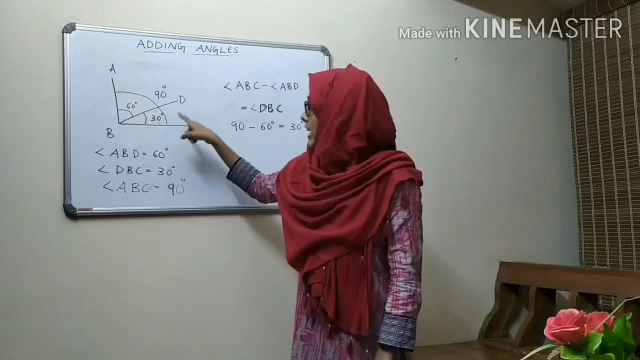 Made with KINEMASTER
ADDING ANGLES
A
90°
D
60°
30°
B
∠ABD = 60°
∠DBC = 30°
∠ABC = 90°
∠ABC - ∠ABD
= ∠DBC
90 - 60° = 30°